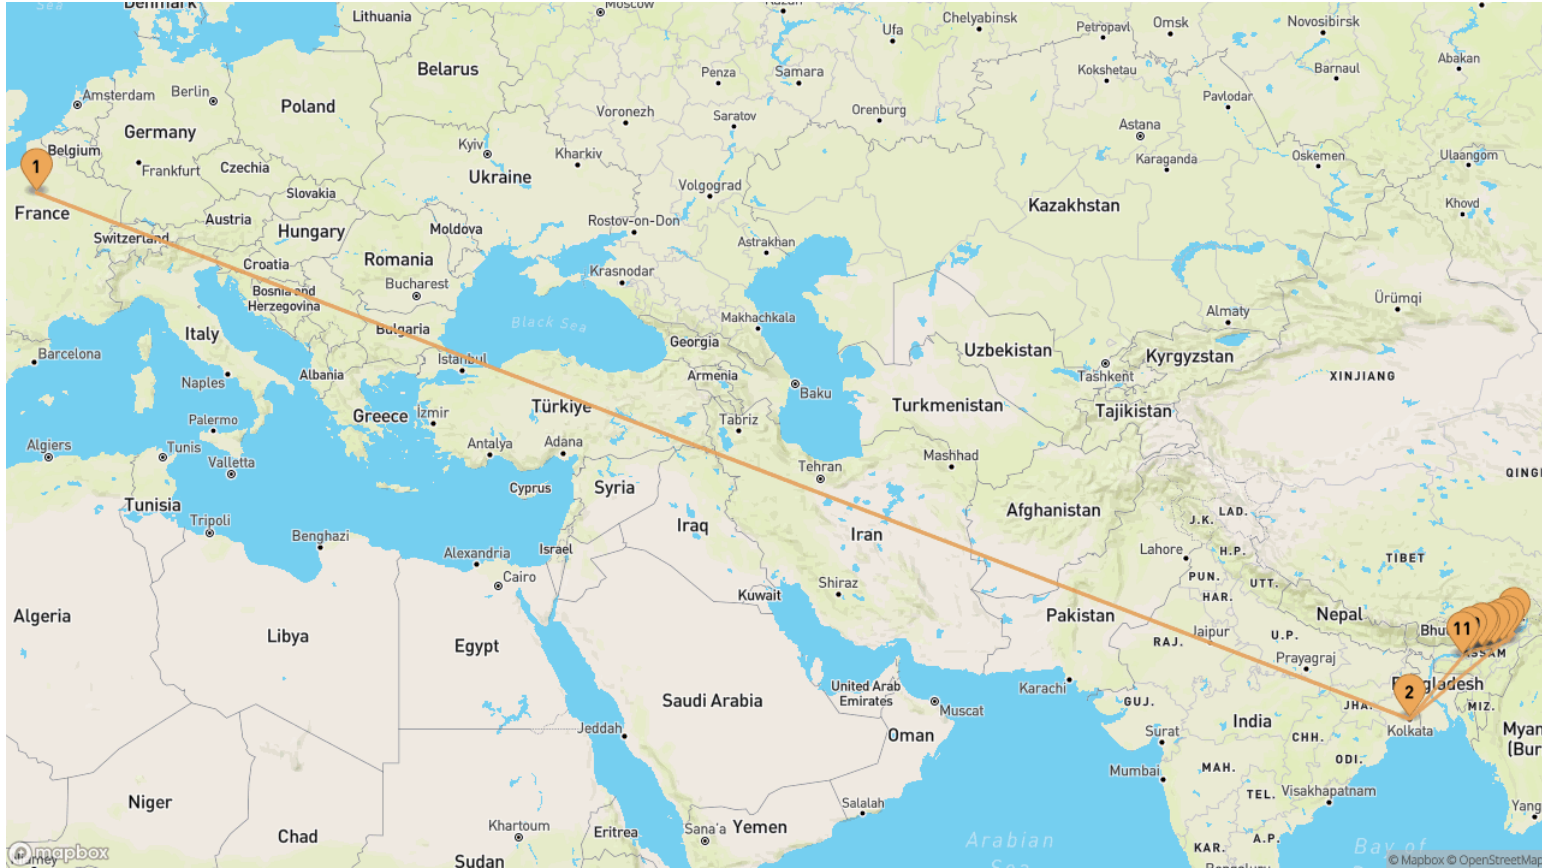 Denmark
Lithuania
Moscow
Chelyabinsk
Omsk
Novosibirsk
Ufa
Petropavl
Belarus
Penza
Samara
Kokshetau
Barnaul
Abakan
Amsterdam
Berlin
Poland
Voronezh
Saratov
Orenburg
Pavlodar
Germany
Astana
Belgium
Kyiv
Kharkiv
Karaganda
Oskemen
Ulaangom
1
Frankfurt
Czechia
Ukraine
Volgograd
Slovakia
Kazakhstan
Khovd
France
Austria
Hungary
Moldova
Rostov-on-Don
Switzerland
Croatia
Romania
Astrakhan
Krasnodar
Bucharest
Bosnia and
Herzegovina
Ürümqi
Black Sea
Makhachkala
Almaty
Italy
Bulgaria
Georgia
Uzbekistan
Kyrgyzstan
Barcelona
Istanbul
Tashkent
Naples
Albania
Armenia
XINJIANG
Baku
Greece
İzmir
Türkiye
Turkmenistan
Tajikistan
Palermo
Tabriz
Algiers
Tunis
Antalya
Adana
Mashhad
Valletta
Tehran
Cyprus
Syria
Tunisia
Afghanistan
LAD.
J.K.
Tripoli
Iraq
Iran
Benghazi
Alexandria
Israel
Lahore
H.P.
TIBET
Cairo
PUN.
UTT.
Shiraz
Kuwait
HAR.
Algeria
Pakistan
Nepal
Libya
Jaipur
U.P.
11
RAJ.
Egypt
Prayagraj
ASSAM
Bangladesh
United Arab
Emirates
Karachi
2
Saudi Arabia
Muscat
GUJ.
JHA.
MIZ.
India
Jeddah
Oman
Surat
CHH.
Kolkata
Mumbai
ODI.
MAH.
Niger
Salalah
TEL.
Visakhapatnam
Khartoum
Eritrea
Sana'a
Yemen
Chad
Arabian
Sea
A.P.
KAR.
Bay of
Sudan
mapbox
© Mapbox © OpenStreetMap